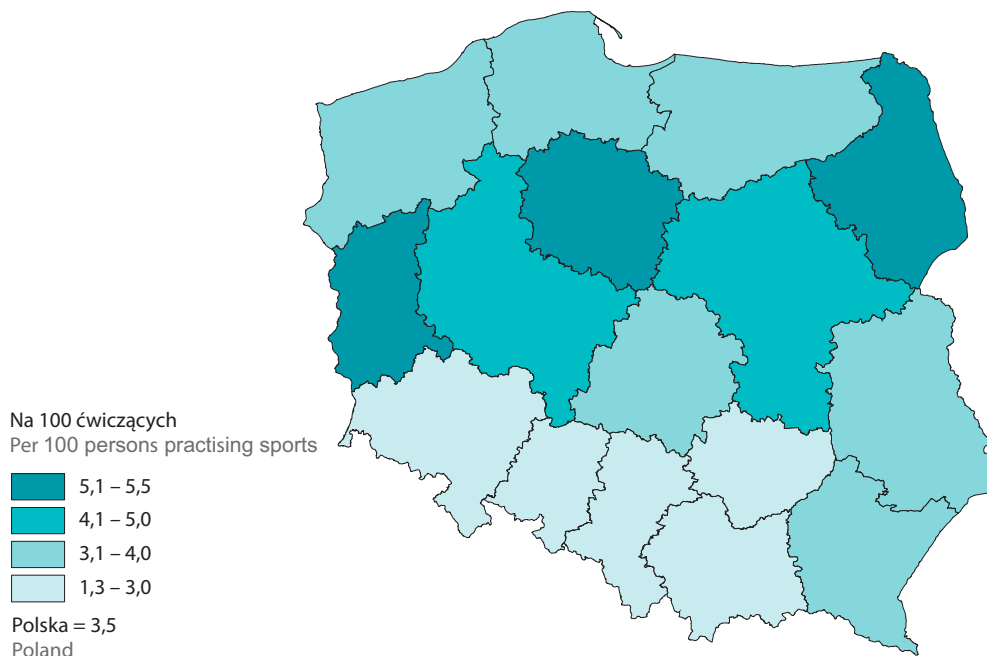 Na 100 ćwiczących
Per 100 persons practising sports
5,1 – 5,5
4,1 – 5,0
3,1 – 4,0
1,3 – 3,0
Polska = 3,5
Poland